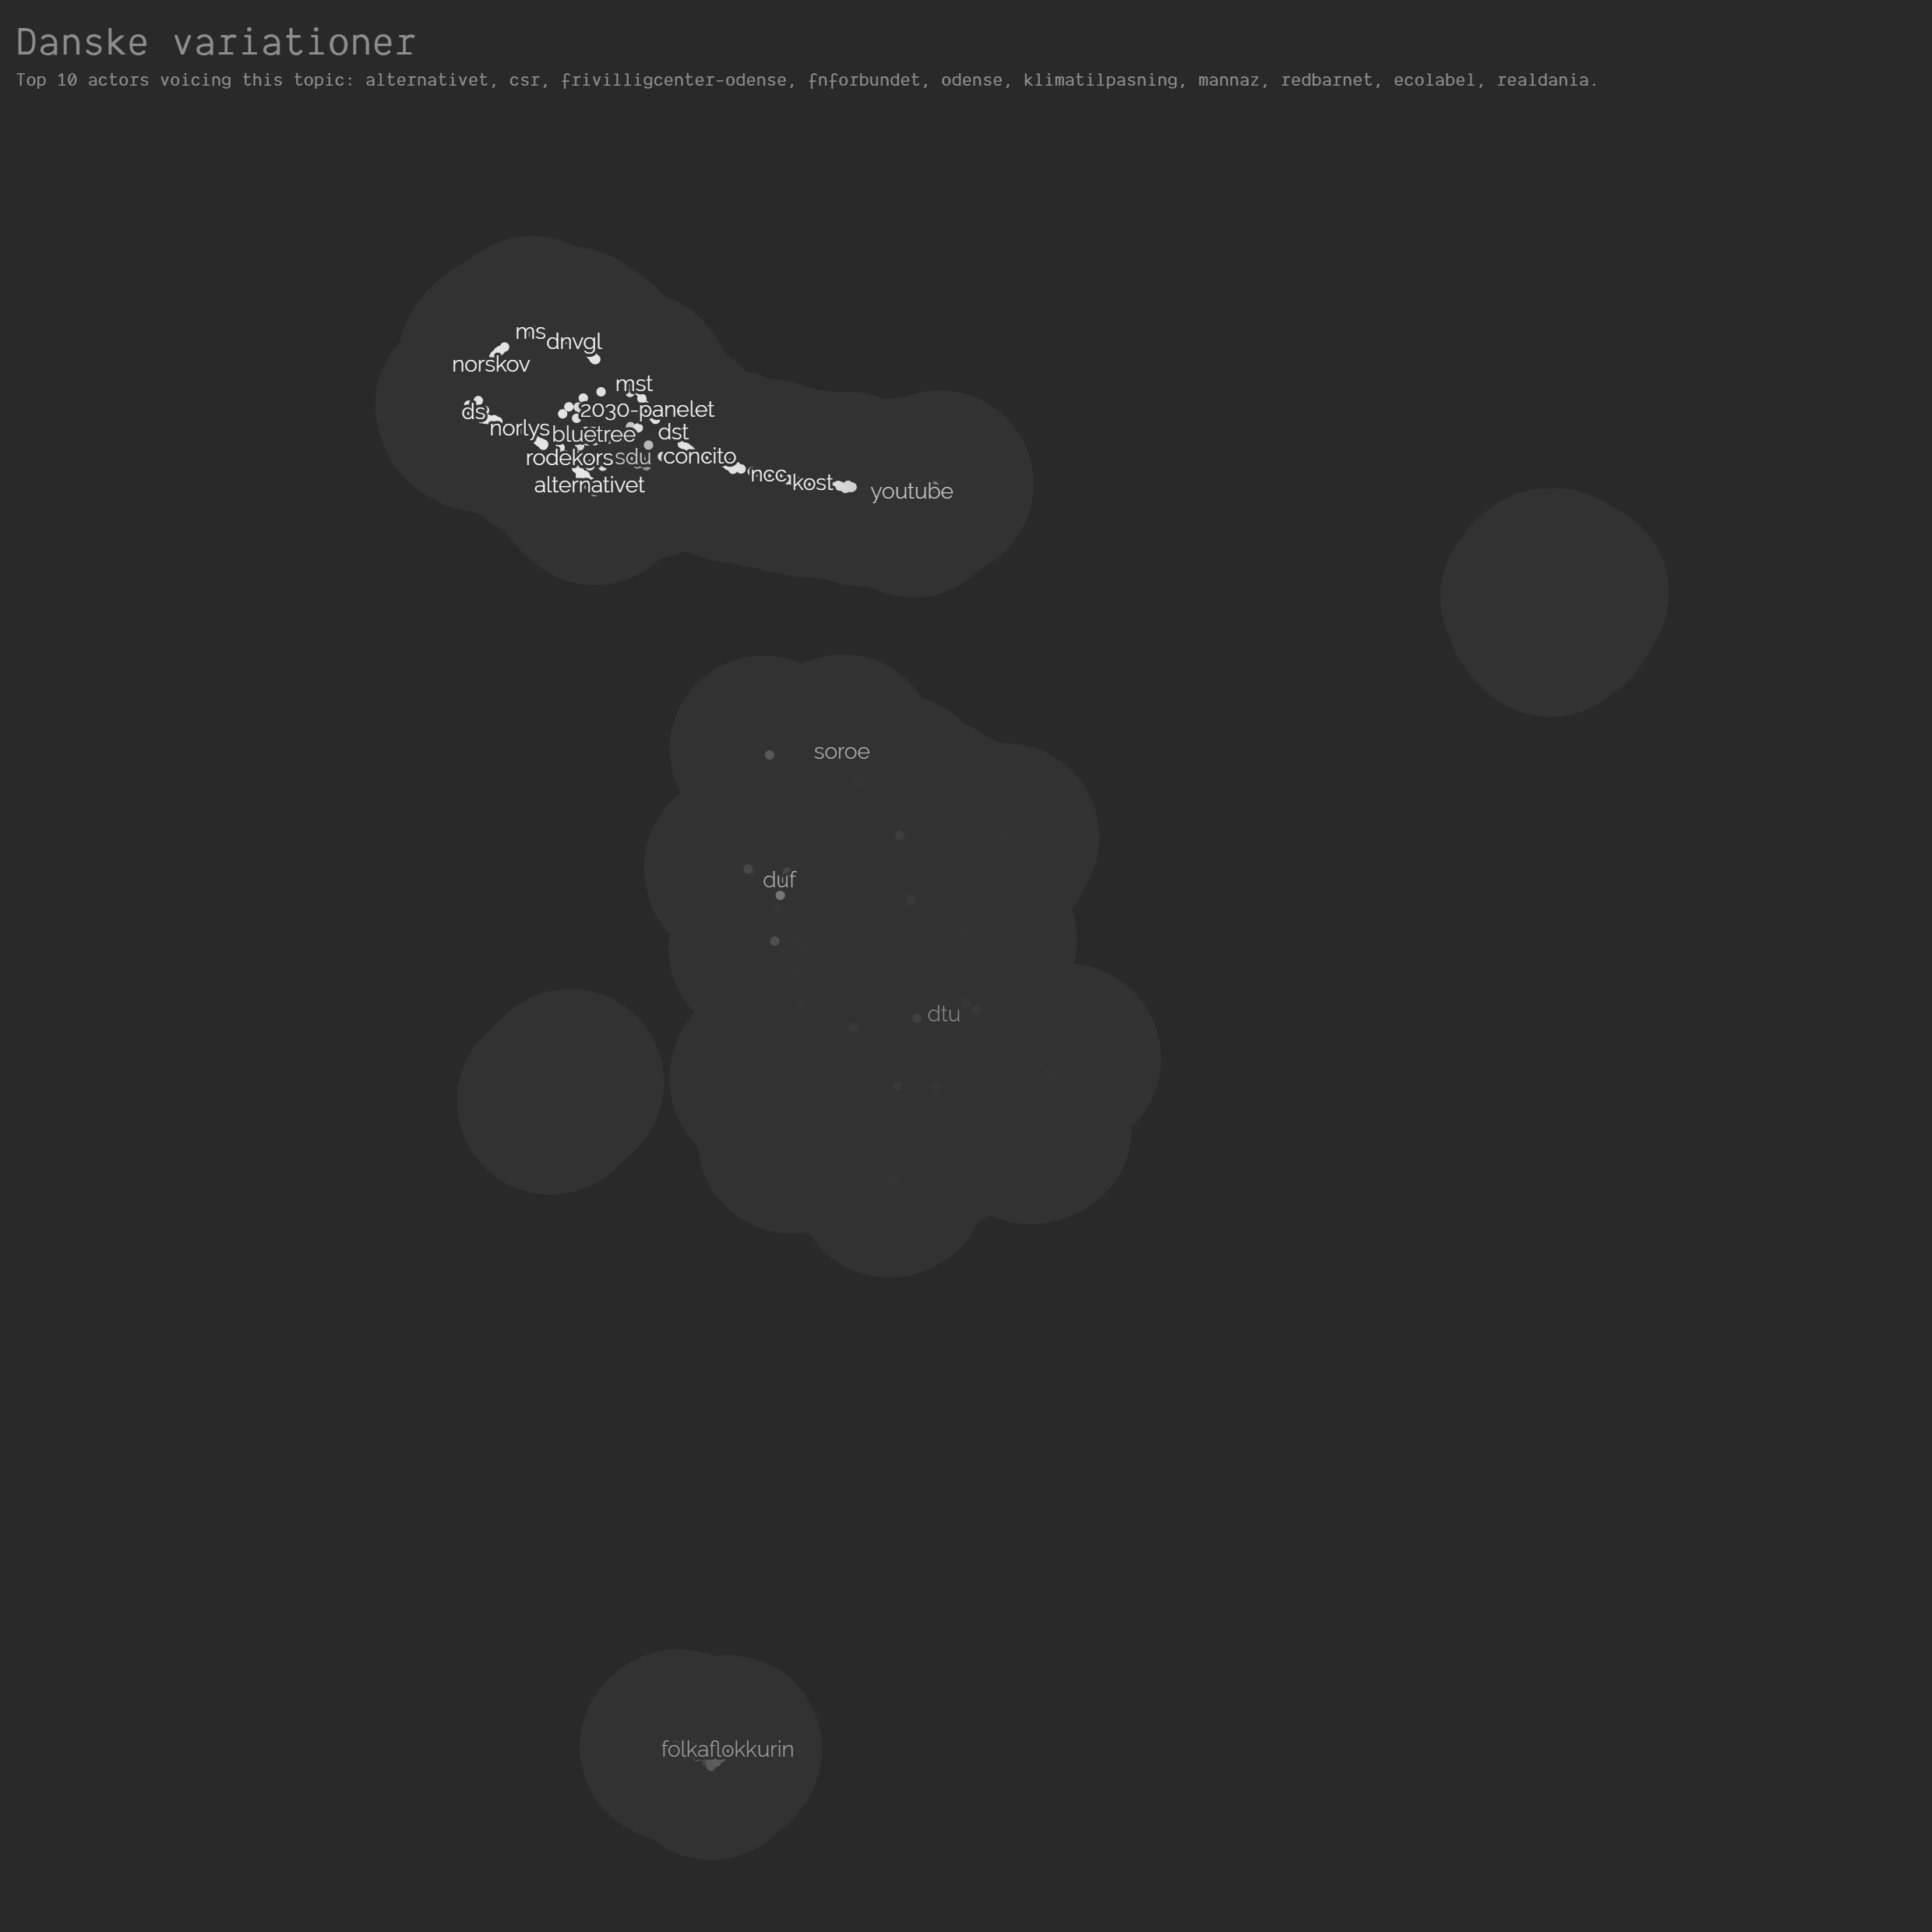 Danske variationer
Top 10 actors voicing this topic: alternativet, csr, frivilligcenter-odense, fnforbundet, odense, klimatilpasning, mannaz, redbarnet, ecolabel, realdania.
ms
dnvgl
norskov
mst
ds
2030-panelet
norlys
bluetree
dst
rodekors
sdu
concito
ncc
kost
alternativet
youtube
soroe
duf
dtu
folkaflokkurin